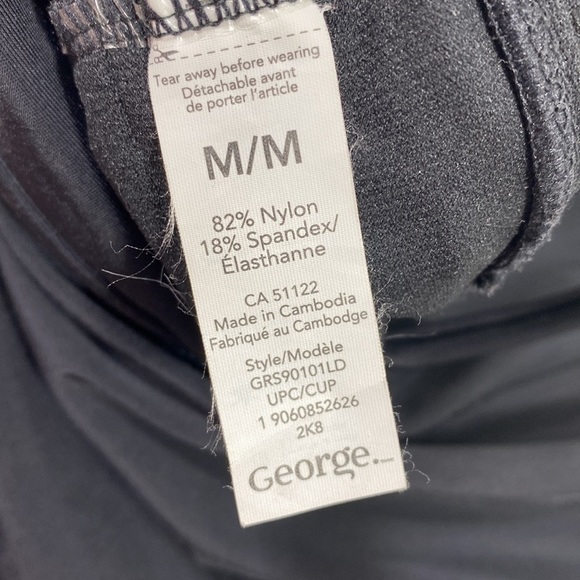 Tear away before wearing
Détachable avant
de porter l'article
M/M
82% Nylon
18% Spandex/
Élasthanne
CA 51122
Made in Cambodia
Fabriqué au Cambodge
Style/Modèle
GRS90101LD
UPC/CUP
1 9060852626
2K8
George.